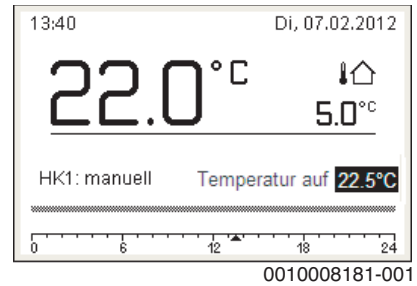 13:40 Di, 07.02.2012
22.0°C
5.0°C
HK1: manuell Temperatur auf 22.5°C
0 6 12 18 24
0010008181-001